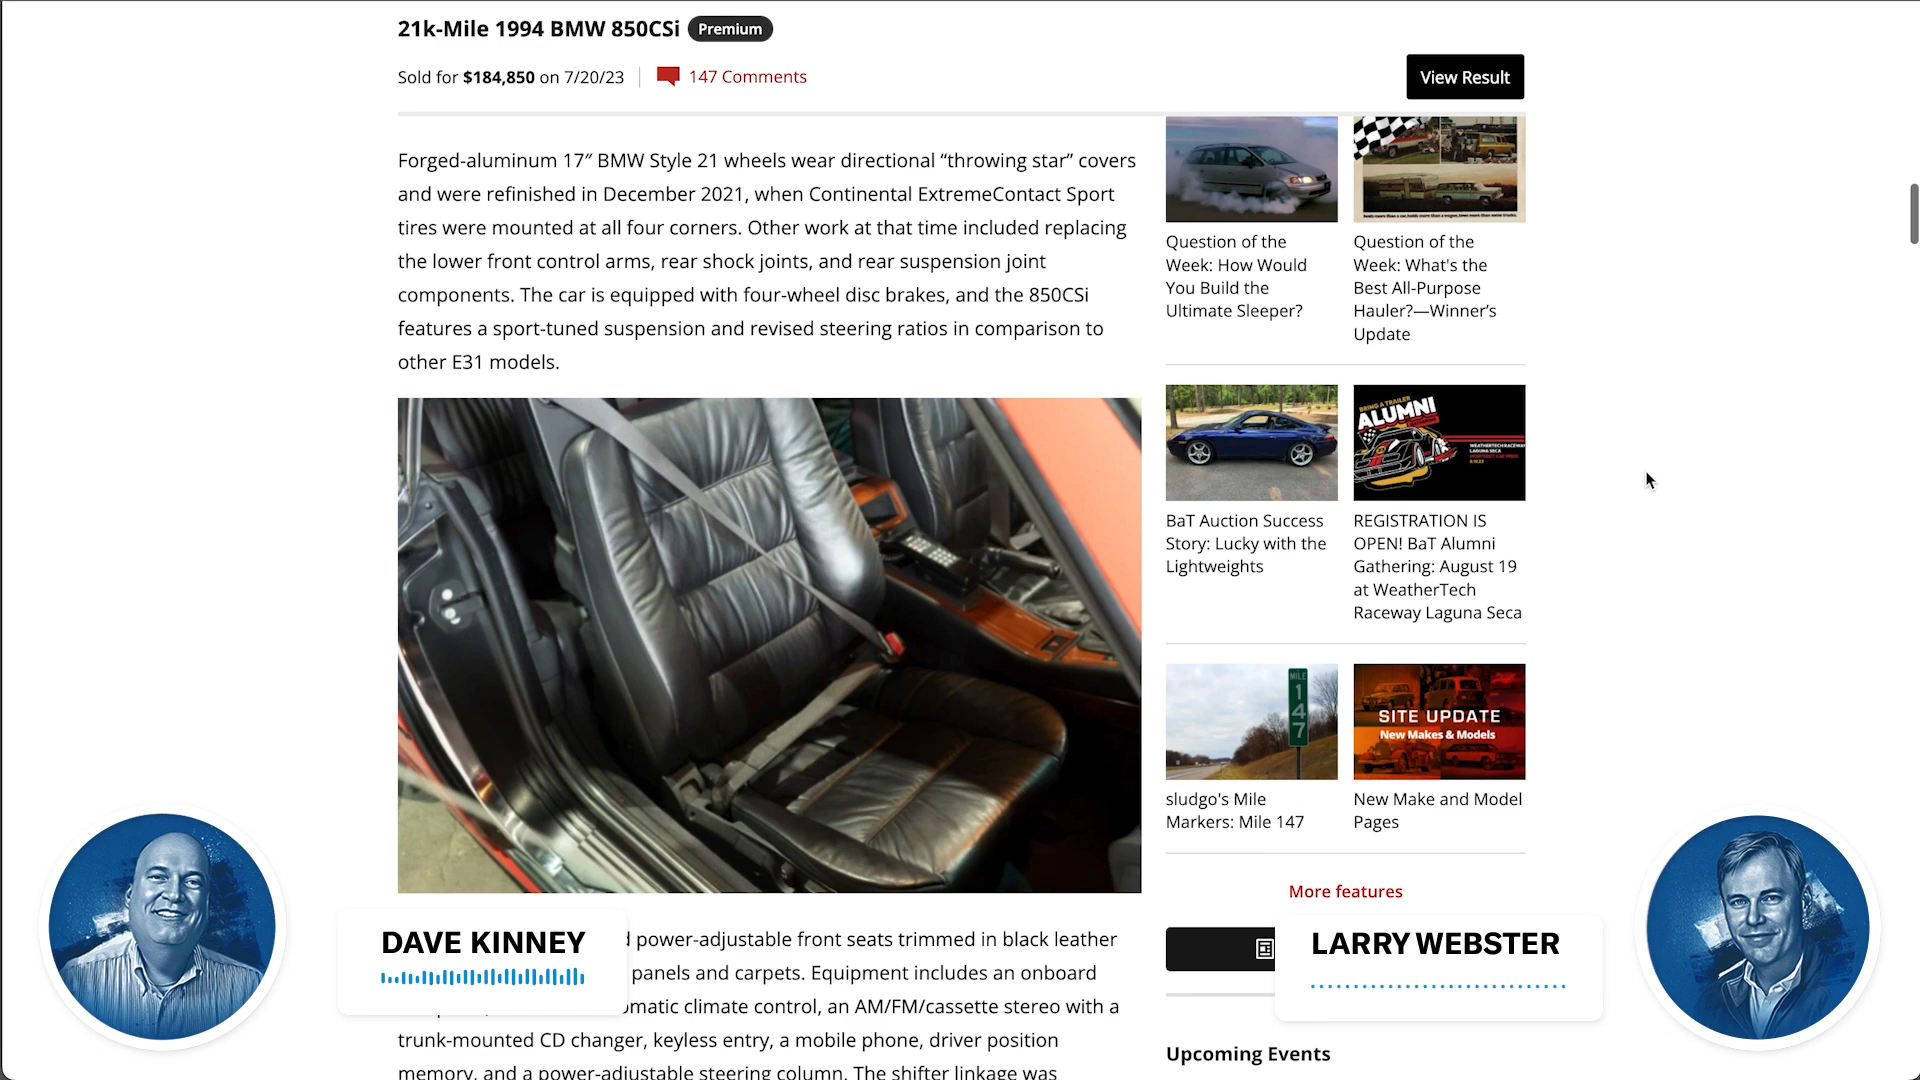 21k-Mile 1994 BMW 850CSi Premium
Sold for $184,850 on 7/20/23 147 Comments
View Result
Forged-aluminum 17″ BMW Style 21 wheels wear directional “throwing star” covers
and were refinished in December 2021, when Continental ExtremeContact Sport
tires were mounted at all four corners. Other work at that time included replacing
the lower front control arms, rear shock joints, and rear suspension joint
components. The car is equipped with four-wheel disc brakes, and the 850CSi
features a sport-tuned suspension and revised steering ratios in comparison to
other E31 models.
power-adjustable front seats trimmed in black leather
panels and carpets. Equipment includes an onboard
climate control, an AM/FM/cassette stereo with a
trunk-mounted CD changer, keyless entry, a mobile phone, driver position
memory, and a power-adjustable steering column. The shifter linkage was
Question of the
Week: How Would
You Build the
Ultimate Sleeper?
Question of the
Week: What's the
Best All-Purpose
Hauler?—Winner’s
Update
BRING A TRAILER
ALUMNI
WEATHERTECH RACEWAY
LAGUNA SECA
BaT Auction Success
Story: Lucky with the
Lightweights
REGISTRATION IS
OPEN! BaT Alumni
Gathering: August 19
at WeatherTech
Raceway Laguna Seca
MILE
1
4
7
SITE UPDATE
New Makes & Models
sludgo's Mile
Markers: Mile 147
New Make and Model
Pages
More features
Upcoming Events
DAVE KINNEY
LARRY WEBSTER